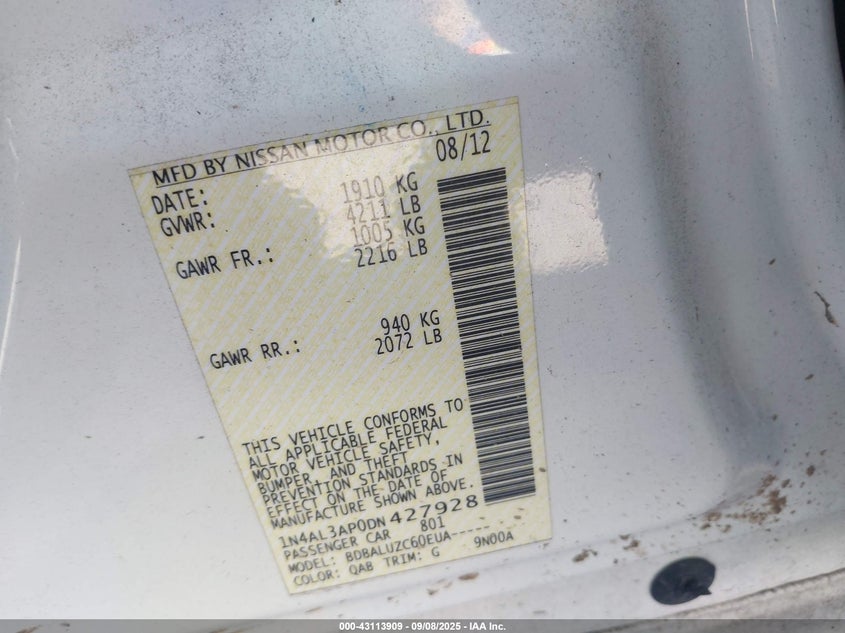 MFD BY NISSAN MOTOR CO., LTD.
DATE: 08/12
GVWR: 1910 KG
4211 LB
GAWR FR.: 1005 KG
2216 LB
GAWR RR.: 940 KG
2072 LB
THIS VEHICLE CONFORMS TO
ALL APPLICABLE FEDERAL
MOTOR VEHICLE SAFETY,
BUMPER, AND THEFT
PREVENTION STANDARDS IN
EFFECT ON THE DATE OF
MANUFACTURE SHOWN ABOVE.
1N4AL3AP0DN427928
PASSENGER CAR 801
MODEL: BDBALUZC60EUA-----
COLOR: QAB TRIM: G 9N00A
000-43113909 - 09/08/2025 - IAA Inc.